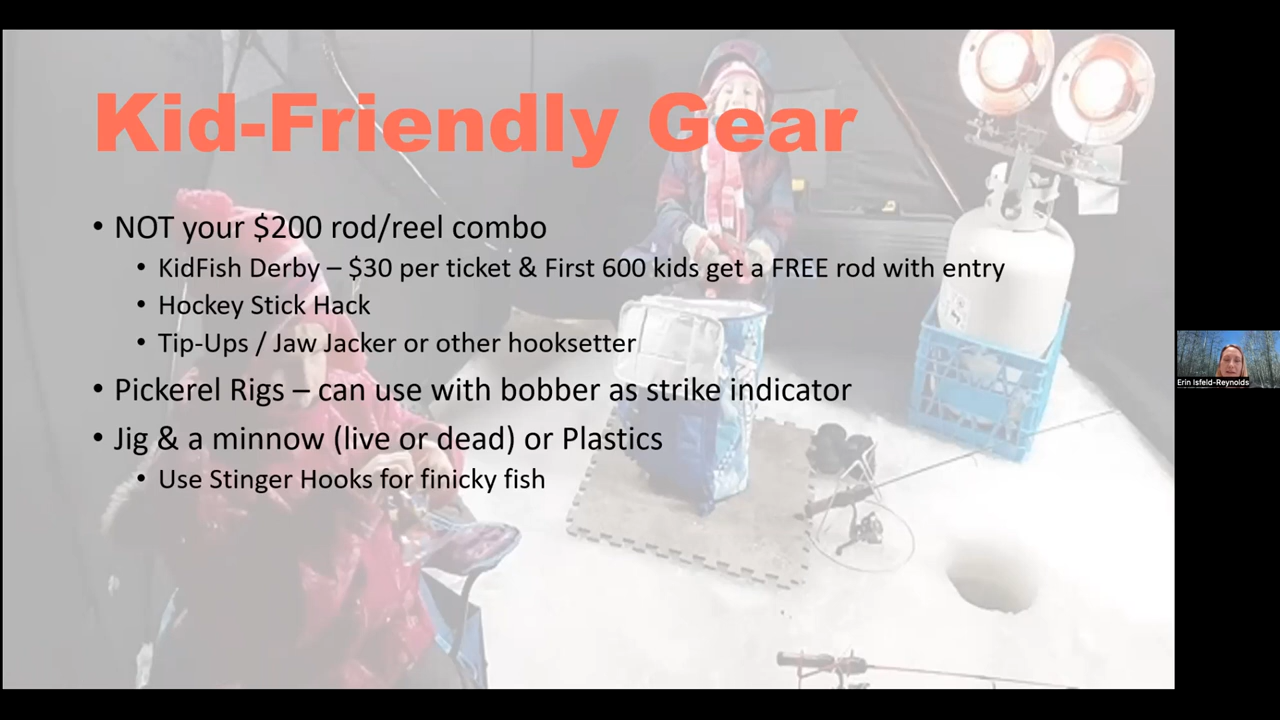 Kid-Friendly Gear
• NOT your $200 rod/reel combo
• KidFish Derby – $30 per ticket & First 600 kids get a FREE rod with entry
• Hockey Stick Hack
• Tip-Ups / Jaw Jacker or other hooksetter
• Pickerel Rigs – can use with bobber as strike indicator
• Jig & a minnow (live or dead) or Plastics
• Use Stinger Hooks for finicky fish
Erin Isfeld-Reynolds